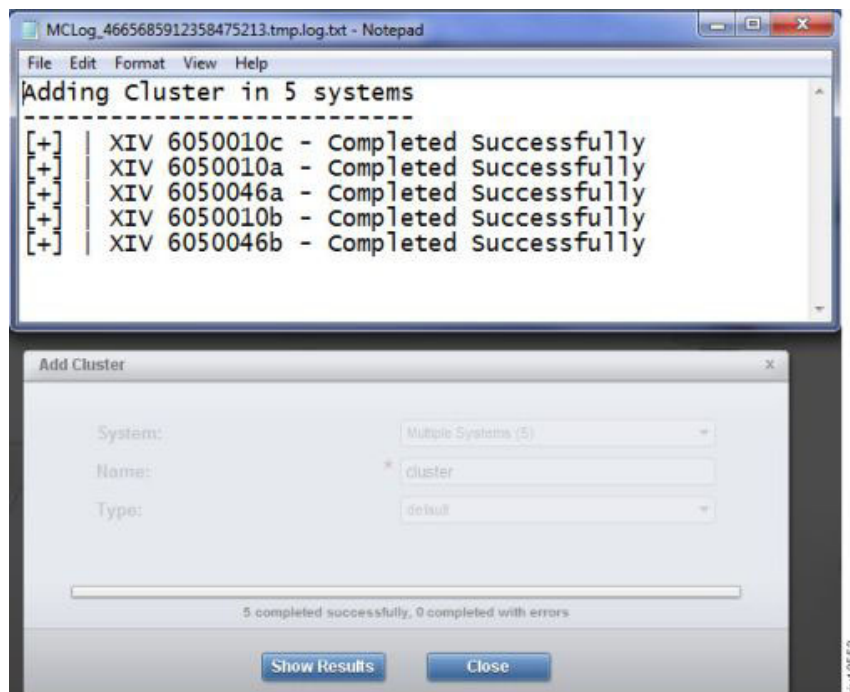 MCLog_4665685912358475213.tmp.log.txt - Notepad
File Edit Format View Help
Adding Cluster in 5 systems
----------------------------
[+] | XIV 6050010c - Completed Successfully
[+] | XIV 6050010a - Completed Successfully
[+] | XIV 6050046a - Completed Successfully
[+] | XIV 6050010b - Completed Successfully
[+] | XIV 6050046b - Completed Successfully
Add Cluster x
System: Multiple Systems (5)
Name: * cluster
Type: default
5 completed successfully, 0 completed with errors
Show Results Close